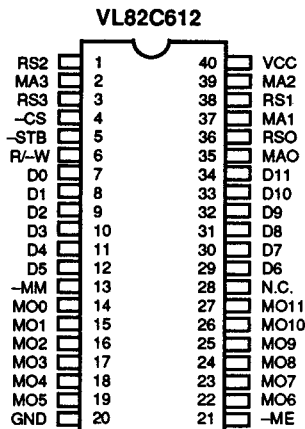 VL82C612
RS2 1 40 VCC
MA3 2 39 MA2
RS3 3 38 RS1
–CS 4 37 MA1
–STB 5 36 RSO
R/–W 6 35 MAO
D0 7 34 D11
D1 8 33 D10
D2 9 32 D9
D3 10 31 D8
D4 11 30 D7
D5 12 29 D6
–MM 13 28 N.C.
MO0 14 27 MO11
MO1 15 26 MO10
MO2 16 25 MO9
MO3 17 24 MO8
MO4 18 23 MO7
MO5 19 22 MO6
GND 20 21 –ME